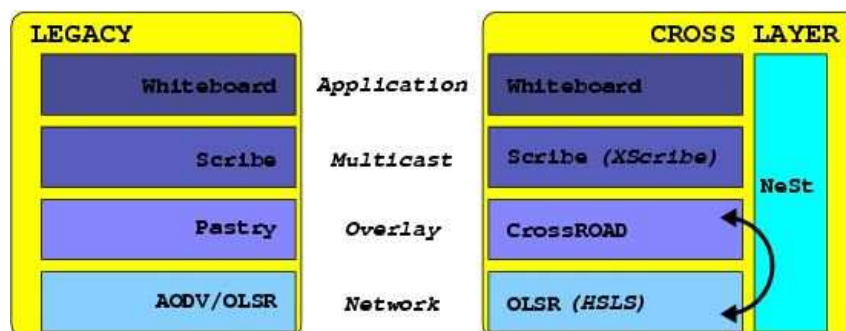 LEGACY
CROSS LAYER
Whiteboard
Application
Whiteboard
Scribe
Multicast
Scribe (XScribe)
NeSt
Pastry
Overlay
CrossROAD
AODV/OLSR
Network
OLSR (HSLS)